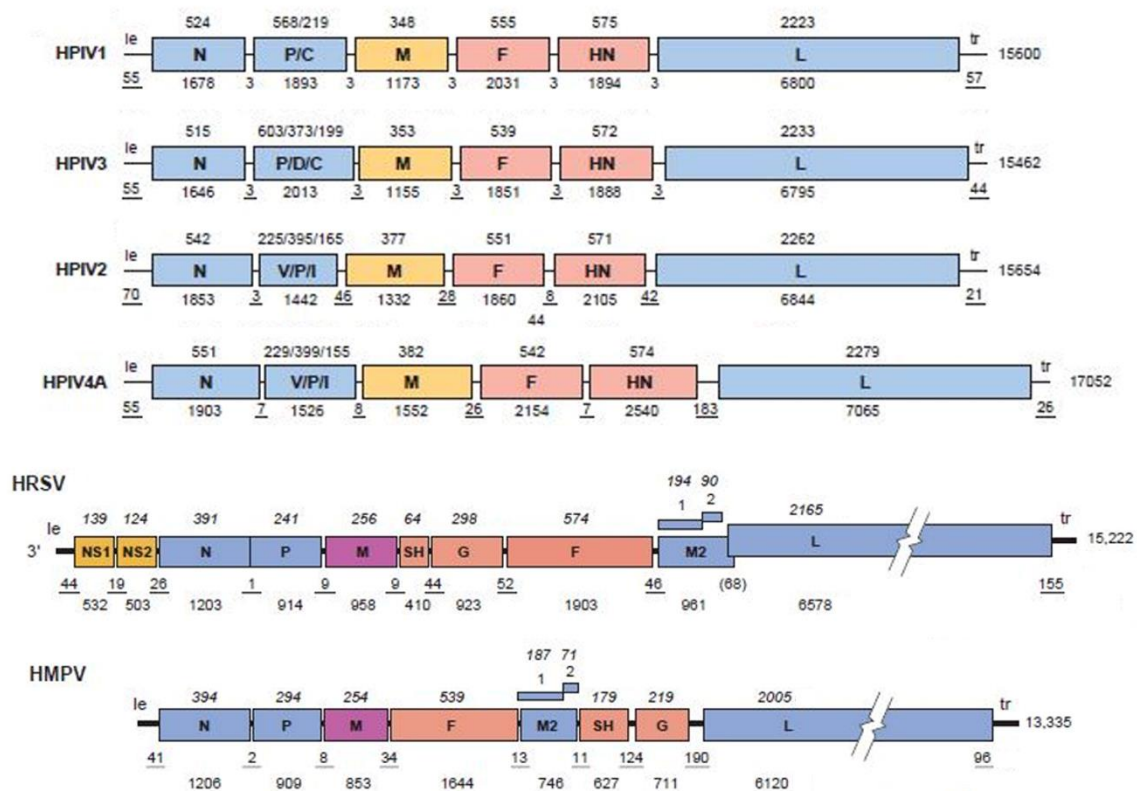 524 568/219 348 555 575 2223
le tr
HPIV1 N P/C M F HN L 15600
55 1678 3 1893 3 1173 3 2031 3 1894 3 6800 57
515 603/373/199 353 539 572 2233
le tr
HPIV3 N P/D/C M F HN L 15462
55 1646 3 2013 3 1155 3 1851 3 1888 3 6795 44
542 225/395/165 377 551 571 2262
le tr
HPIV2 N V/P/I M F HN L 15654
70 1853 3 1442 46 1332 28 1860 8 2105 42 6844 21
44
551 229/399/155 382 542 574 2279
le tr
HPIV4A N V/P/I M F HN L 17052
55 1903 7 1526 8 1552 26 2154 7 2540 183 7065 26
HRSV
194 90
1 2
le 139 124 391 241 256 64 298 574 2165 tr
3' NS1 NS2 N P M SH G F M2 L 15,222
44 19 26 1 9 9 44 52 46 (68) 155
532 503 1203 914 958 410 923 1903 961 6578
HMPV
187 71
1 2
le 394 294 254 539 179 219 2005 tr
N P M F M2 SH G L 13,335
41 2 8 34 13 11 124 190 96
1206 909 853 1644 746 627 711 6120